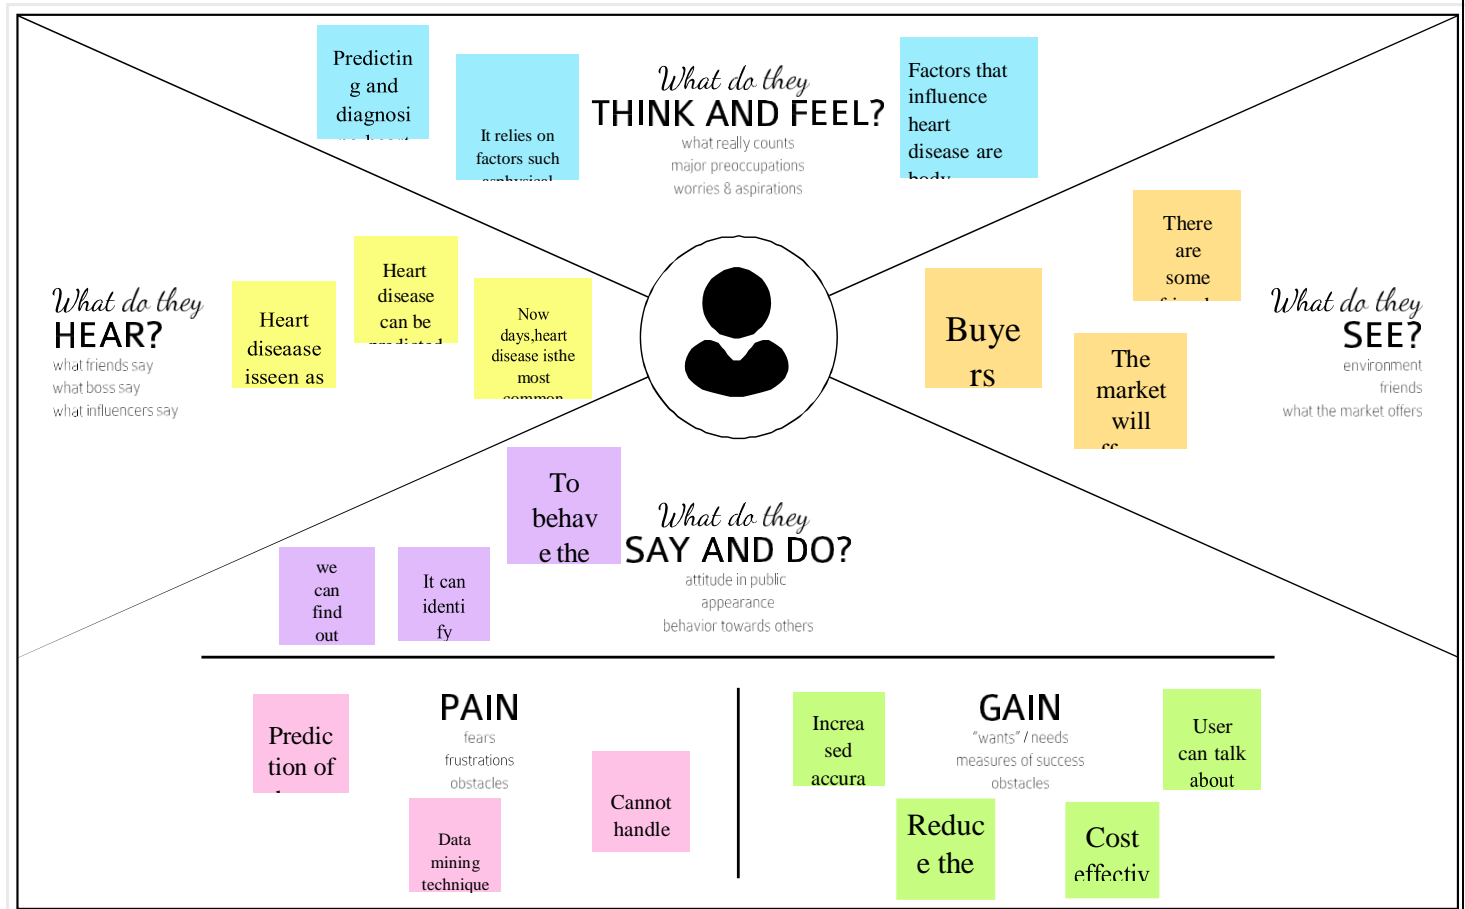 Predictin
g and
diagnosi
It relies on
factors such
asphysical
What do they
THINK AND FEEL?
what really counts
major preoccupations
worries & aspirations
Factors that
influence
heart
disease are
body
What do they
HEAR?
what friends say
what boss say
what influencers say
Heart
diseaase
isseen as
Heart
disease
can be
predicted
Now
days,heart
disease isthe
most
common
Buye
rs
There
are
some
The
market
will
What do they
SEE?
environment
friends
what the market offers
To
behav
e the
we
can
find
out
It can
identi
fy
What do they
SAY AND DO?
attitude in public
appearance
behavior towards others
PAIN
fears
frustrations
obstacles
Predic
tion of
Data
mining
technique
Cannot
handle
GAIN
"wants" / needs
measures of success
obstacles
Increa
sed
accura
Reduc
e the
Cost
effectiv
User
can talk
about